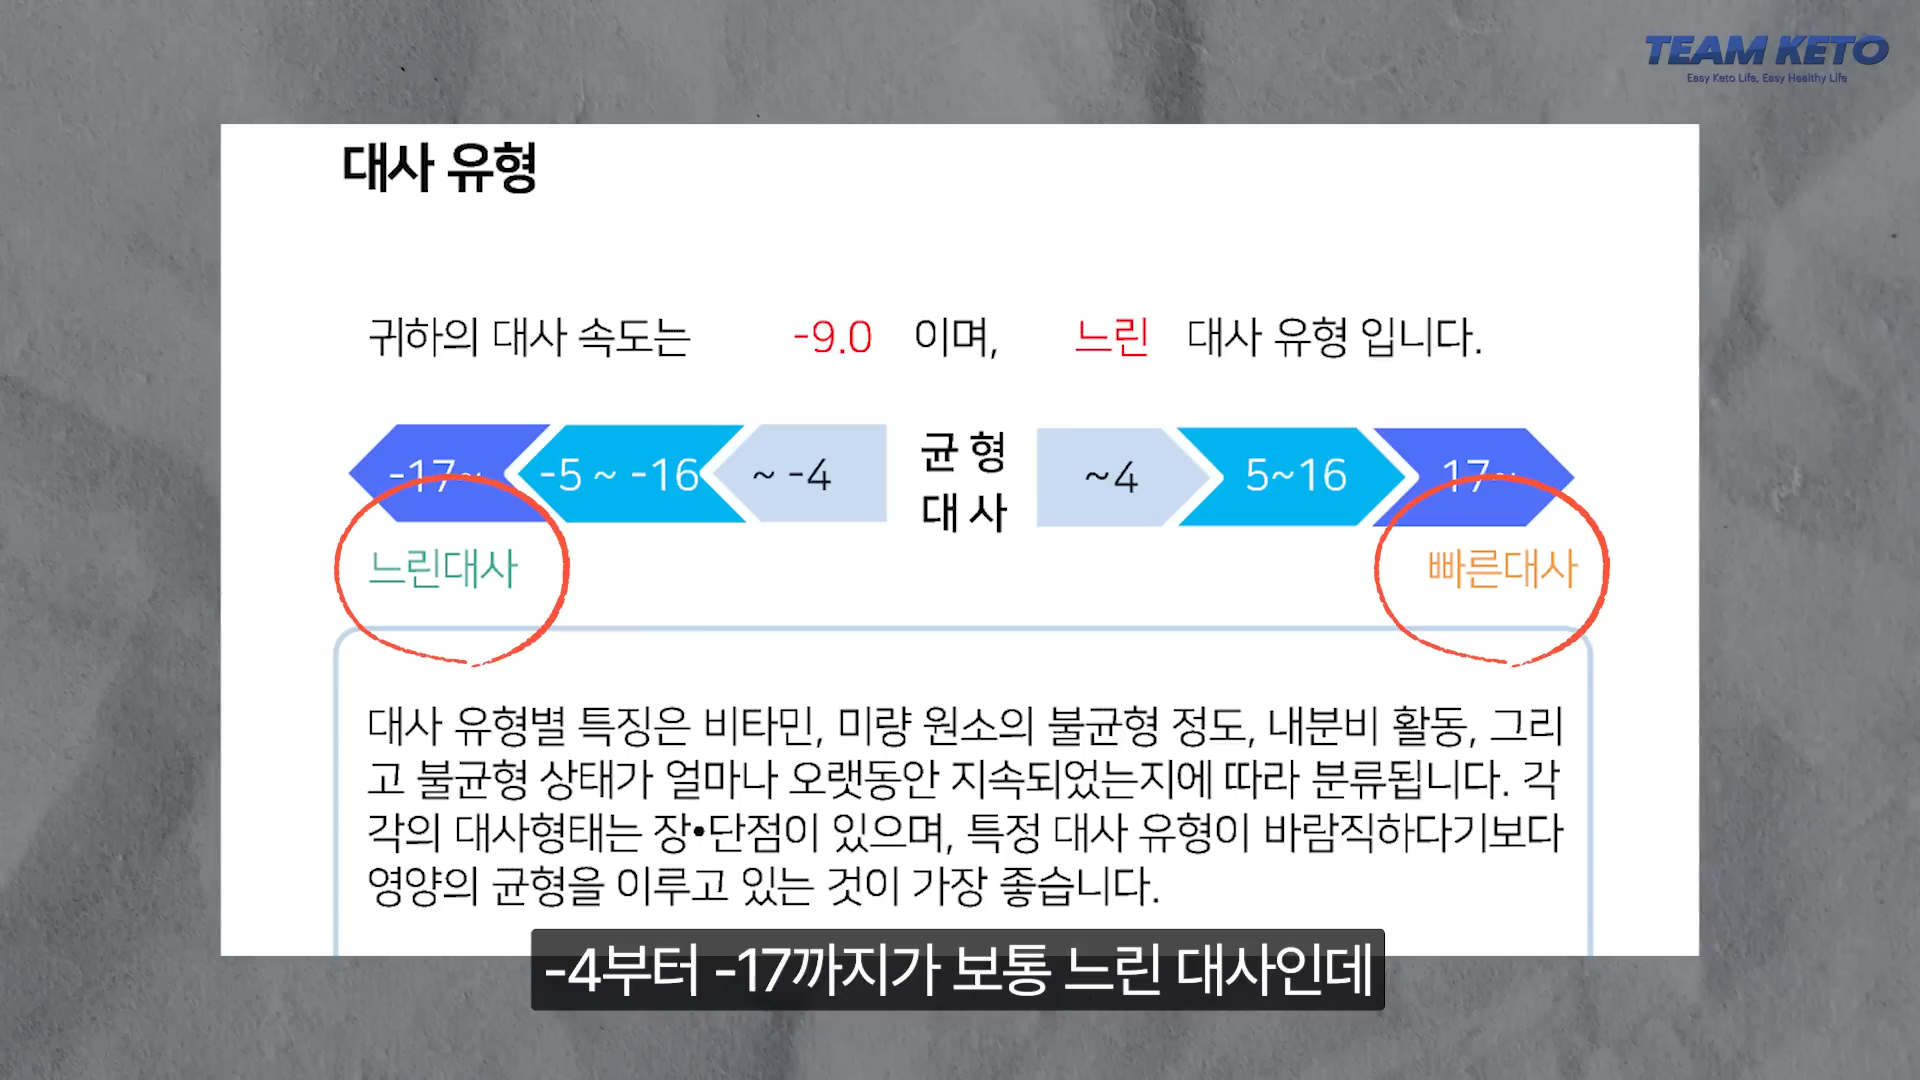 TEAM KETO
Easy Keto Life, Easy Healthy Life
대사 유형
귀하의 대사 속도는 -9.0 이며, 느린 대사 유형 입니다.
-17~ -5 ~ -16 ~ -4 균 형 ~4 5~16 17~
대 사
느린대사 빠른대사
대사 유형별 특징은 비타민, 미량 원소의 불균형 정도, 내분비 활동, 그리
고 불균형 상태가 얼마나 오랫동안 지속되었는지에 따라 분류됩니다. 각
각의 대사형태는 장•단점이 있으며, 특정 대사 유형이 바람직하다기보다
영양의 균형을 이루고 있는 것이 가장 좋습니다.
-4부터 -17까지가 보통 느린 대사인데